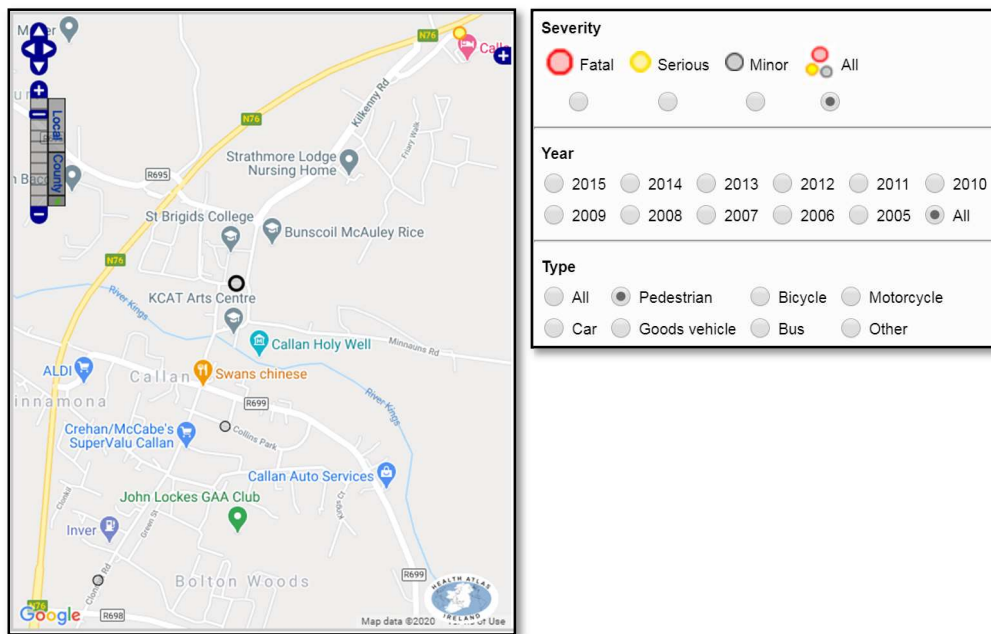 N76
Calla
Kilkenny Rd
Friary Walk
N76
Local
County
Strathmore Lodge
Nursing Home
R695
St Brigids College
Bunscoil McAuley Rice
N76
River Kings
KCAT Arts Centre
Minnauns Rd
Callan Holy Well
ALDI
Callan
Swans chinese
innamona
R699
River Kings
Crehan/McCabe's
SuperValu Callan
Collins Park
Callan Auto Services
Clonkil
John Lockes GAA Club
Green St
Inver
Bolton Woods
R699
HEALTH ATLAS
IRELAND
R698
Google
Map data ©2020
Terms of Use
Severity
Fatal Serious Minor All
Year
2015 2014 2013 2012 2011 2010
2009 2008 2007 2006 2005 All
Type
All Pedestrian Bicycle Motorcycle
Car Goods vehicle Bus Other